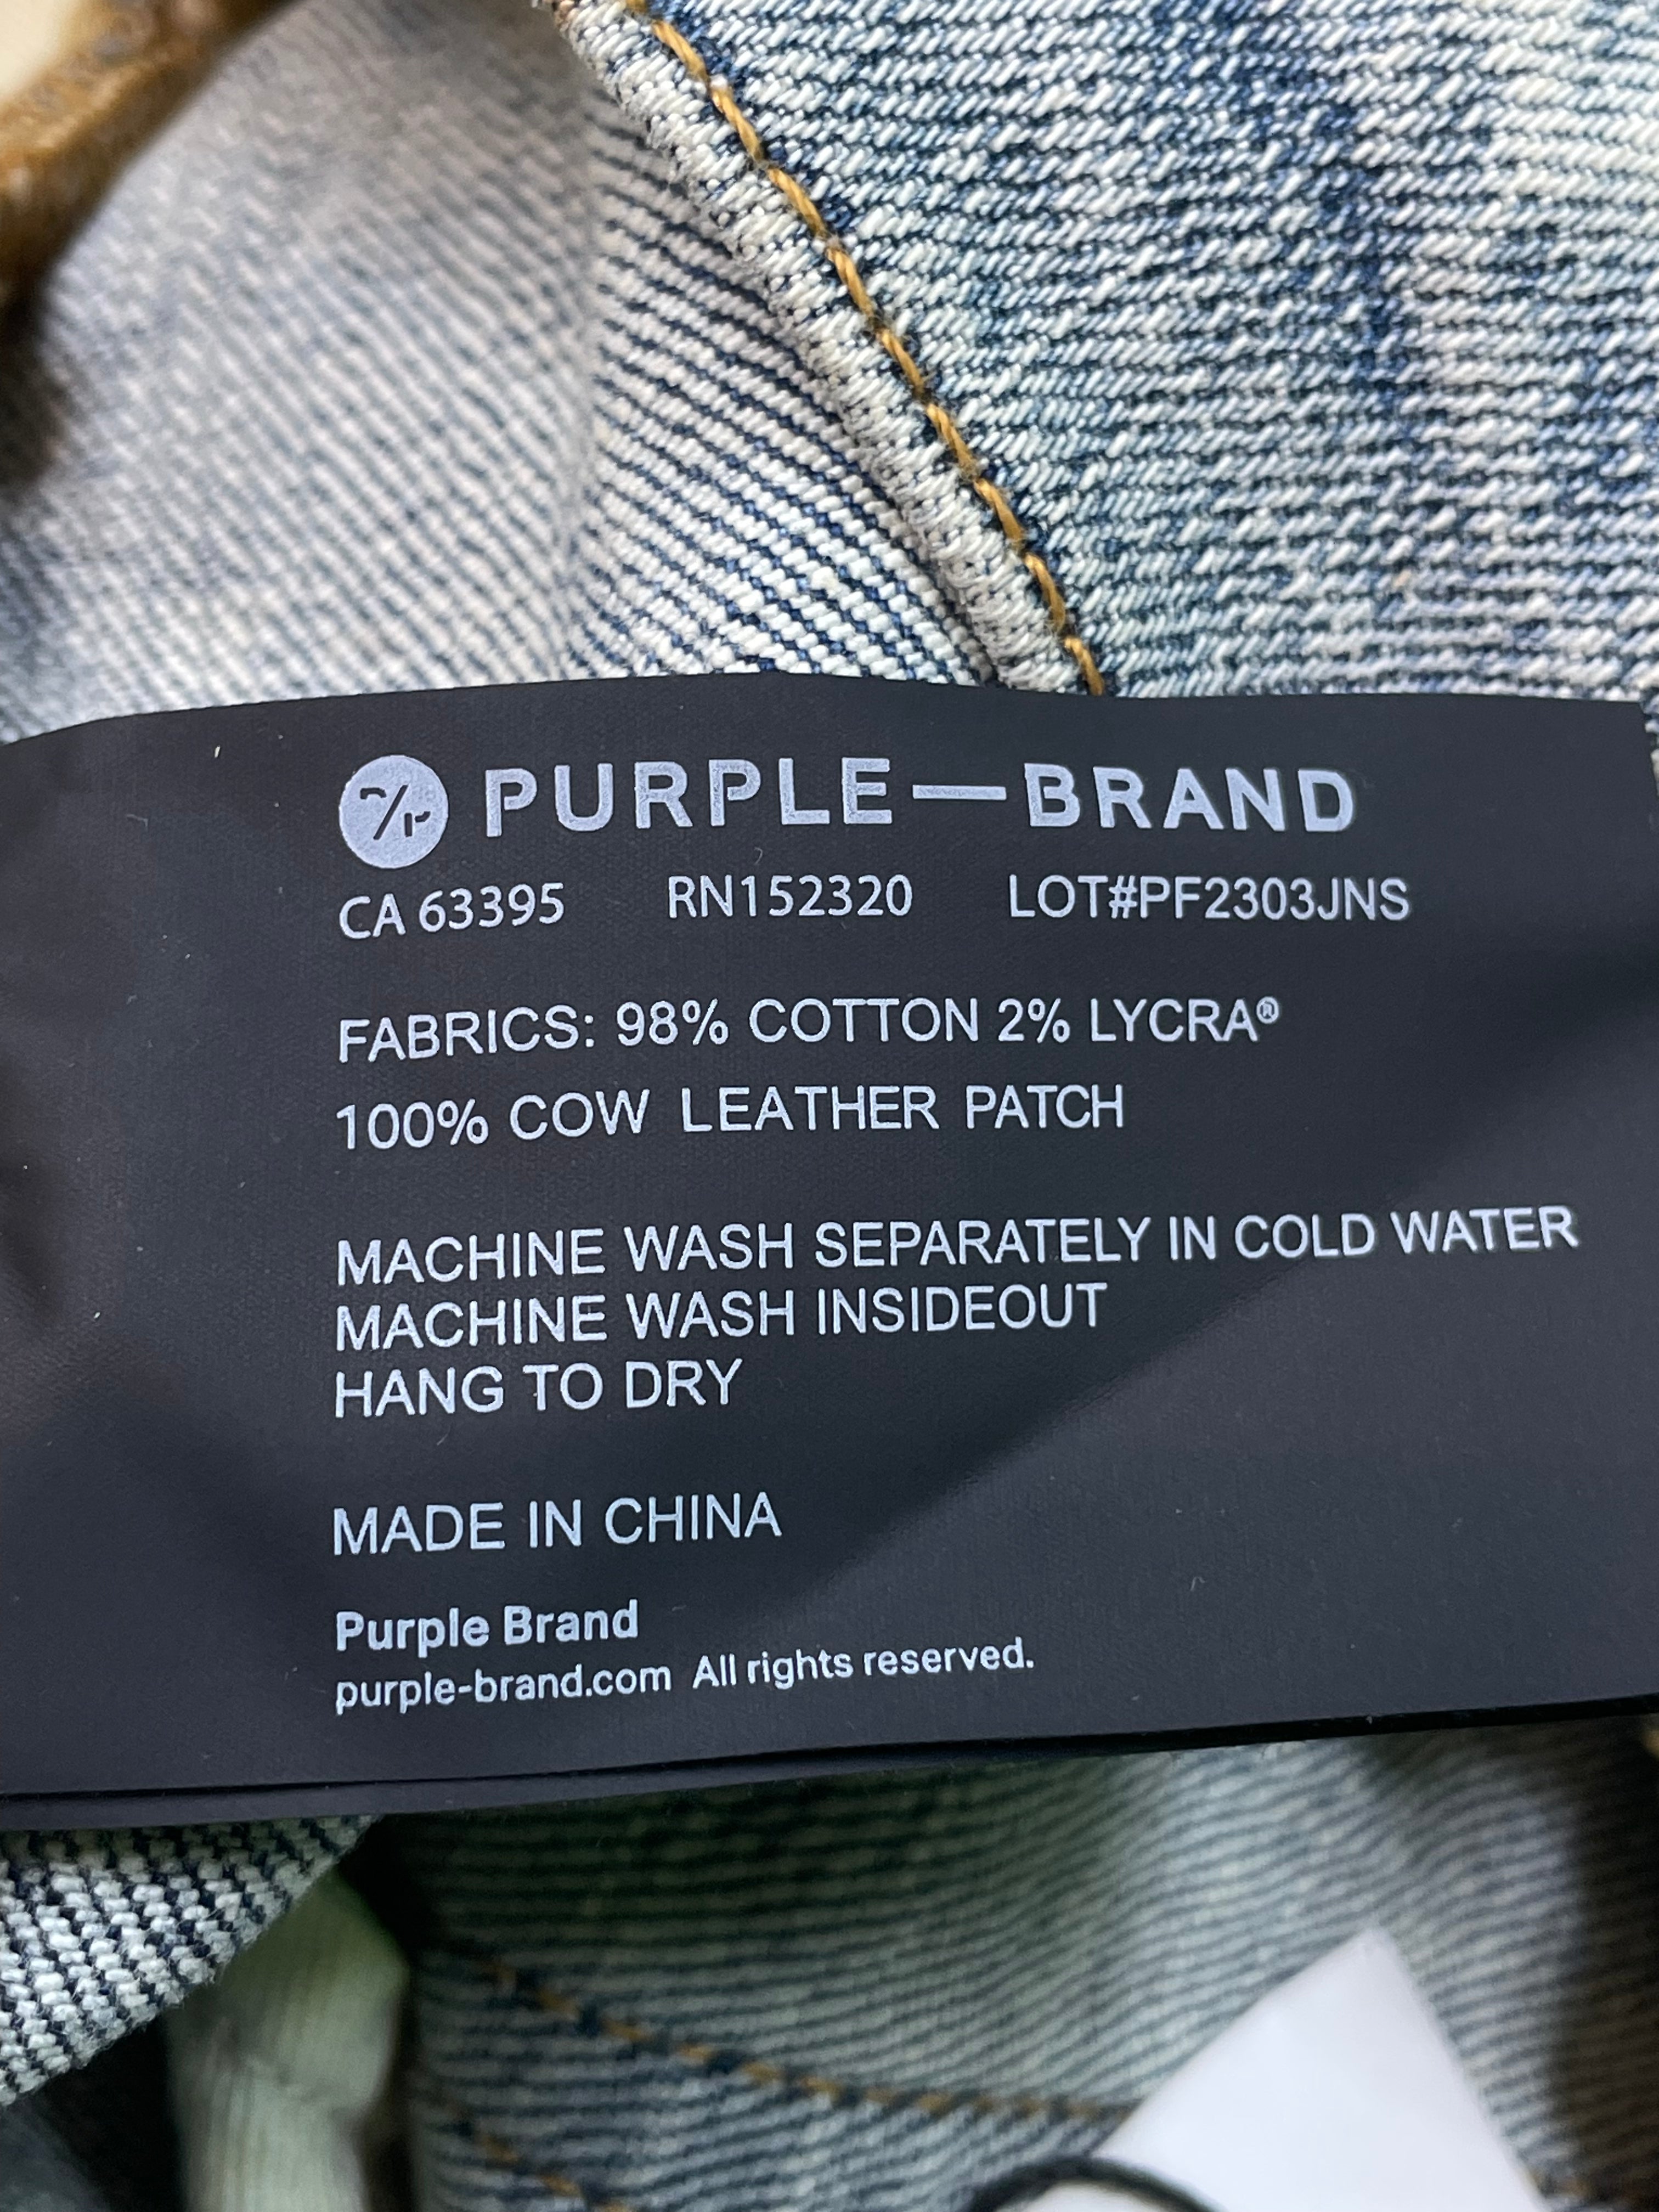 PURPLE—BRAND
CA 63395 RN152320 LOT#PF2303JNS
FABRICS: 98% COTTON 2% LYCRA®
100% COW LEATHER PATCH
MACHINE WASH SEPARATELY IN COLD WATER
MACHINE WASH INSIDEOUT
HANG TO DRY
MADE IN CHINA
Purple Brand
purple-brand.com All rights reserved.